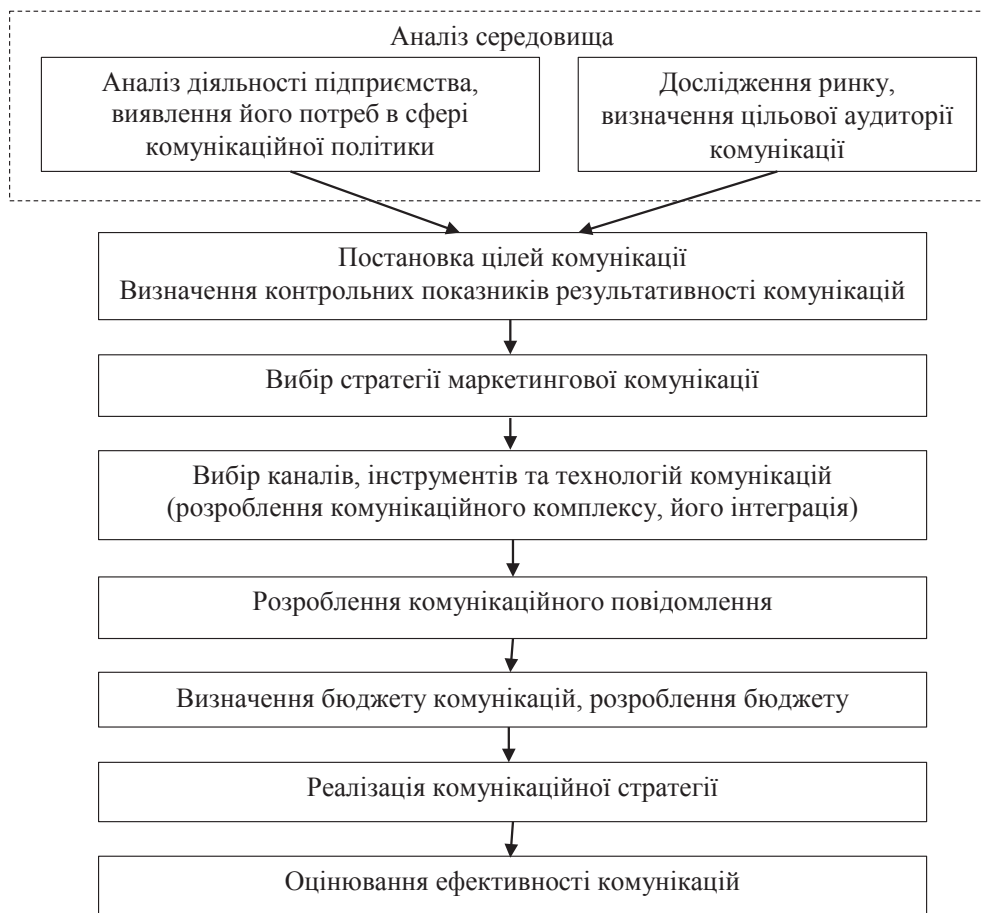 Аналіз середовища
Аналіз діяльності підприємства,
виявлення його потреб в сфері
комунікаційної політики
Дослідження ринку,
визначення цільової аудиторії
комунікації
Постановка цілей комунікації
Визначення контрольних показників результативності комунікацій
Вибір стратегії маркетингової комунікації
Вибір каналів, інструментів та технологій комунікацій
(розроблення комунікаційного комплексу, його інтеграція)
Розроблення комунікаційного повідомлення
Визначення бюджету комунікацій, розроблення бюджету
Реалізація комунікаційної стратегії
Оцінювання ефективності комунікацій